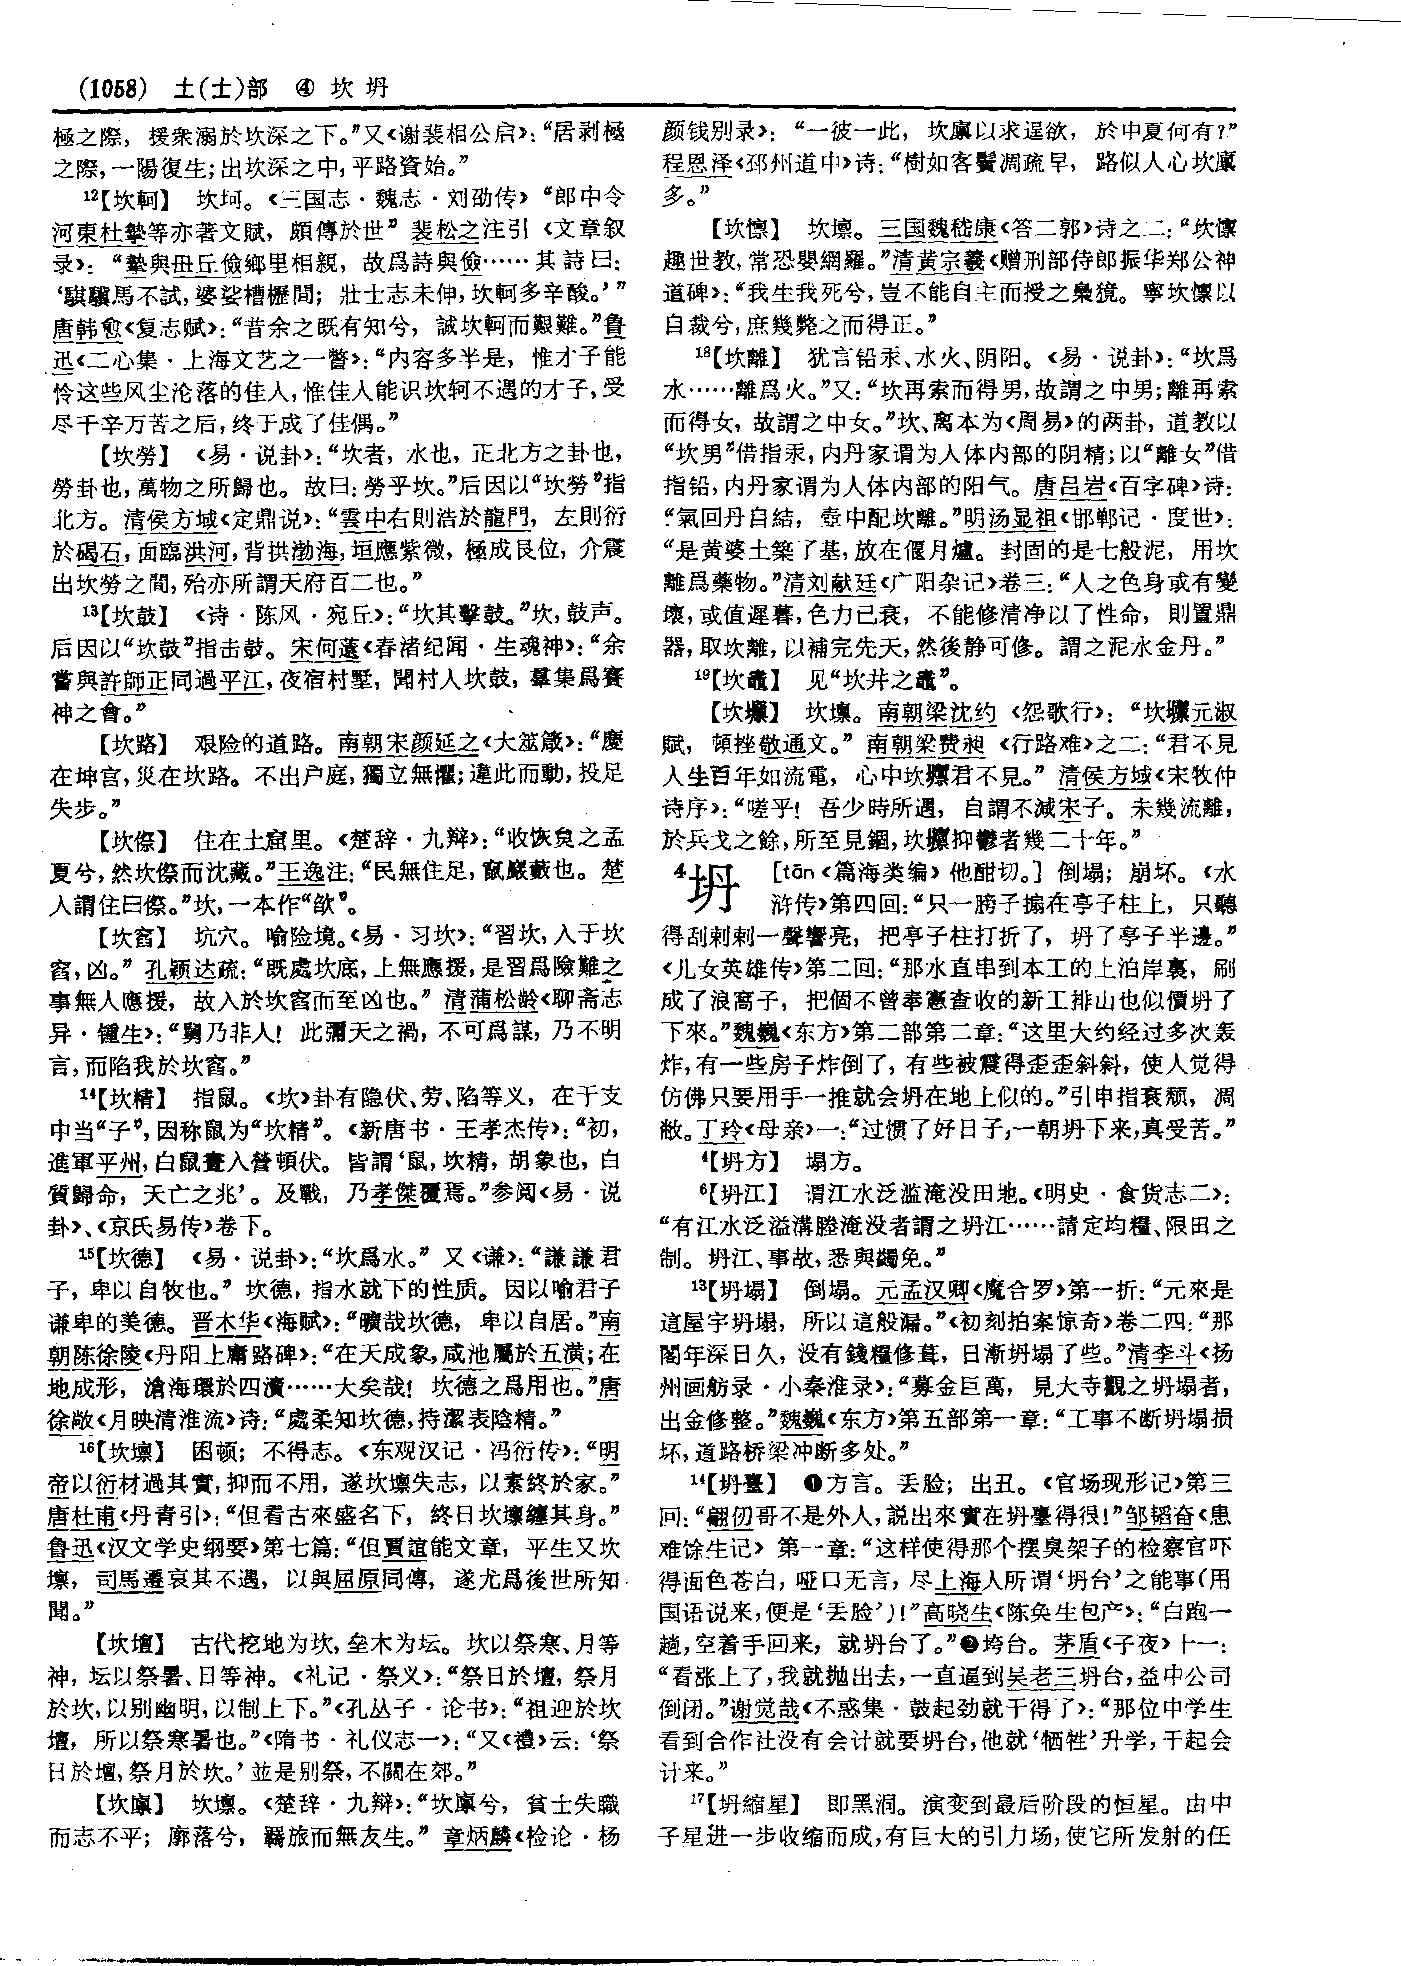 (1058) 土(士)部 ④ 坎 坍
極之際，援衆溺於坎深之下。”又《谢裴相公启》：“居剥極
之際，一陽復生；出坎深之中，平路資始。”
12【坎軻】 坎坷。《三国志·魏志·刘劭传》“郎中令
河東杜摯等亦著文賦，頗傳於世” 裴松之注引《文章叙
录》：“摯與毌丘儉鄉里相親，故爲詩與儉……其詩曰：
‘騏驥馬不試，婆娑槽櫪間；壯士志未伸，坎軻多辛酸。’”
唐韩愈《复志赋》：“昔余之既有知兮，誠坎軻而艱難。”鲁
迅《二心集·上海文艺之一瞥》：“内容多半是，惟才子能
怜这些风尘沦落的佳人，惟佳人能识坎轲不遇的才子，受
尽千辛万苦之后，终于成了佳偶。”
【坎勞】 《易·说卦》：“坎者，水也，正北方之卦也，
勞卦也，萬物之所歸也。故曰：勞乎坎。”后因以“坎勞”指
北方。清侯方域《定鼎说》：“雲中右則浩於龍門，左則衍
於碣石，面臨洪河，背拱渤海，垣應紫微，極成艮位，介震
出坎勞之間，殆亦所謂天府百二也。”
13【坎鼓】 《诗·陈风·宛丘》：“坎其擊鼓。”坎，鼓声。
后因以“坎鼓”指击鼓。宋何薳《春渚纪闻·生魂神》：“余
嘗與許師正同過平江，夜宿村墅，聞村人坎鼓，羣集爲賽
神之會。”
【坎路】 艰险的道路。南朝宋颜延之《大筮箴》：“慶
在坤宫，災在坎路。不出户庭，獨立無懼；違此而動，投足
失步。”
【坎傺】 住在土窟里。《楚辞·九辩》：“收恢炱之孟
夏兮，然坎傺而沈藏。”王逸注：“民無住足，竄巖藪也。楚
人謂住曰傺。”坎，一本作“欿”。
【坎窞】 坑穴。喻险境。《易·习坎》：“習坎，入于坎
窞，凶。” 孔颖达疏：“既處坎底，上無應援，是習爲險難之
事無人應援，故入於坎窞而至凶也。” 清蒲松龄《聊斋志
异·锺生》：“舅乃非人！此彌天之禍，不可爲謀，乃不明
言，而陷我於坎窞。”
14【坎精】 指鼠。《坎》卦有隐伏、劳、陷等义，在干支
中当“子”，因称鼠为“坎精”。《新唐书·王孝杰传》：“初，
進軍平州，白鼠晝入營頓伏。皆謂‘鼠，坎精，胡象也，白
質歸命，天亡之兆’。及戰，乃孝傑覆焉。”参阅《易·说
卦》、《京氏易传》卷下。
15【坎德】 《易·说卦》：“坎爲水。”又《谦》：“謙謙君
子，卑以自牧也。” 坎德，指水就下的性质。因以喻君子
谦卑的美德。晋木华《海赋》：“曠哉坎德，卑以自居。”南
朝陈徐陵《丹阳上庸路碑》：“在天成象，咸池屬於五潢；在
地成形，滄海環於四瀆……大矣哉！坎德之爲用也。”唐
徐敞《月映清淮流》诗：“處柔知坎德，持潔表陰精。”
16【坎壈】 困顿；不得志。《东观汉记·冯衍传》：“明
帝以衍材過其實，抑而不用，遂坎壈失志，以素終於家。”
唐杜甫《丹青引》：“但看古來盛名下，終日坎壈纏其身。”
鲁迅《汉文学史纲要》第七篇：“但賈誼能文章，平生又坎
壈，司馬遷哀其不遇，以與屈原同傳，遂尤爲後世所知
聞。”
【坎壇】 古代挖地为坎，垒木为坛。坎以祭寒、月等
神，坛以祭暑、日等神。《礼记·祭义》：“祭日於壇，祭月
於坎，以别幽明，以制上下。”《孔丛子·论书》：“祖迎於坎
壇，所以祭寒暑也。”《隋书·礼仪志一》：“又《禮》云：‘祭
日於壇，祭月於坎。’並是别祭，不關在郊。”
【坎廩】 坎壈。《楚辞·九辩》：“坎廩兮，貧士失職
而志不平；廓落兮，羇旅而無友生。” 章炳麟《检论·杨
颜钱别录》：“一彼一此，坎廩以求逞欲，於中夏何有？”
程恩泽《邳州道中》诗：“樹如客鬢凋疏早，路似人心坎廩
多。”
【坎懍】 坎壈。三国魏嵇康《答二郭》诗之二：“坎懍
趣世教，常恐嬰網羅。”清黄宗羲《赠刑部侍郎振华郑公神
道碑》：“我生我死兮，豈不能自主而授之梟獍。寧坎懍以
自裁兮，庶幾斃之而得正。”
18【坎離】 犹言铅汞、水火、阴阳。《易·说卦》：“坎爲
水……離爲火。”又：“坎再索而得男，故謂之中男；離再索
而得女，故謂之中女。”坎、离本为《周易》的两卦，道教以
“坎男”借指汞，内丹家谓为人体内部的阴精；以“離女”借
指铅，内丹家谓为人体内部的阳气。唐吕岩《百字碑》诗：
“氣回丹自結，壺中配坎離。”明汤显祖《邯郸记·度世》：
“是黄婆土築了基，放在偃月爐。封固的是七般泥，用坎
離爲藥物。”清刘献廷《广阳杂记》卷三：“人之色身或有變
壞，或值遲暮，色力已衰，不能修清净以了性命，則置鼎
器，取坎離，以補完先天，然後静可修。謂之泥水金丹。”
19【坎鼃】 见“坎井之鼃”。
【坎壈】 坎壈。南朝梁沈约《怨歌行》：“坎壈元淑
賦，頓挫敬通文。” 南朝梁费昶《行路难》之二：“君不見
人生百年如流電，心中坎壈君不見。” 清侯方域《宋牧仲
诗序》：“嗟乎！吾少時所遇，自謂不減宋子。未幾流離，
於兵戈之餘，所至見錮，坎壈抑鬱者幾二十年。”
4坍 [tān《篇海类编》他酣切。] 倒塌；崩坏。《水
浒传》第四回：“只一膀子搧在亭子柱上，只聽
得刮剌剌一聲響亮，把亭子柱打折了，坍了亭子半邊。”
《儿女英雄传》第二回：“那水直串到本工的上泊岸裏，刷
成了浪窩子，把個不曾奉憲查收的新工排山也似價坍了
下來。”魏巍《东方》第二部第二章：“这里大约经过多次轰
炸，有一些房子炸倒了，有些被震得歪歪斜斜，使人觉得
仿佛只要用手一推就会坍在地上似的。”引申指衰颓，凋
敝。丁玲《母亲》一：“过惯了好日子，一朝坍下来，真受苦。”
4【坍方】 塌方。
6【坍江】 谓江水泛滥淹没田地。《明史·食货志二》：
“有江水泛溢溝塍淹没者謂之坍江……請定均糧、限田之
制。坍江、事故，悉與蠲免。”
13【坍塌】 倒塌。元孟汉卿《魔合罗》第一折：“元來是
這屋宇坍塌，所以這般漏。”《初刻拍案惊奇》卷二四：“那
閣年深日久，没有錢糧修葺，日漸坍塌了些。”清李斗《扬
州画舫录·小秦淮录》：“募金巨萬，見大寺觀之坍塌者，
出金修整。”魏巍《东方》第五部第一章：“工事不断坍塌损
坏，道路桥梁冲断多处。”
14【坍臺】 ❶方言。丢脸；出丑。《官场现形记》第三
回：“翩仞哥不是外人，説出來實在坍臺得很！”邹韬奋《患
难馀生记》第一章：“这样使得那个摆臭架子的检察官吓
得面色苍白，哑口无言，尽上海人所谓‘坍台’之能事（用
国语说来，便是‘丢脸’）！”高晓生《陈奂生包产》：“白跑一
趟，空着手回来，就坍台了。”❷垮台。茅盾《子夜》十一：
“看涨上了，我就抛出去，一直逼到吴老三坍台，益中公司
倒闭。”谢觉哉《不惑集·鼓起劲就干得了》：“那位中学生
看到合作社没有会计就要坍台，他就‘牺牲’升学，干起会
计来。”
17【坍縮星】 即黑洞。演变到最后阶段的恒星。由中
子星进一步收缩而成，有巨大的引力场，使它所发射的任